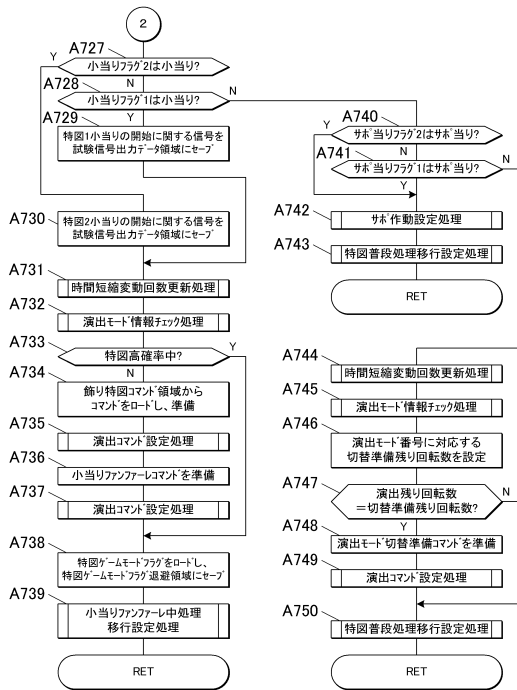 2
A727
Y
小当りフラグ2は小当り?
N
A728
小当りフラグ1は小当り?
N
Y
A729
特図1小当りの開始に関する信号を
試験信号出力データ領域にセーブ
A730
特図2小当りの開始に関する信号を
試験信号出力データ領域にセーブ
A731
時間短縮変動回数更新処理
A732
演出モード情報チェック処理
A733
特図高確率中?
Y
N
A734
飾り特図コマンド領域から
コマンドをロードし、準備
A735
演出コマンド設定処理
A736
小当りファンファーレコマンドを準備
A737
演出コマンド設定処理
A738
特図ゲームモードフラグをロードし、
特図ゲームモードフラグ退避領域にセーブ
A739
小当りファンファーレ中処理
移行設定処理
RET
A740
Y
サポ当りフラグ2はサポ当り?
N
A741
サポ当りフラグ1はサポ当り?
N
Y
A742
サポ作動設定処理
A743
特図普段処理移行設定処理
RET
A744
時間短縮変動回数更新処理
A745
演出モード情報チェック処理
A746
演出モード番号に対応する
切替準備残り回転数を設定
A747
演出残り回転数
=切替準備残り回転数?
N
Y
A748
演出モード切替準備コマンドを準備
A749
演出コマンド設定処理
A750
特図普段処理移行設定処理
RET